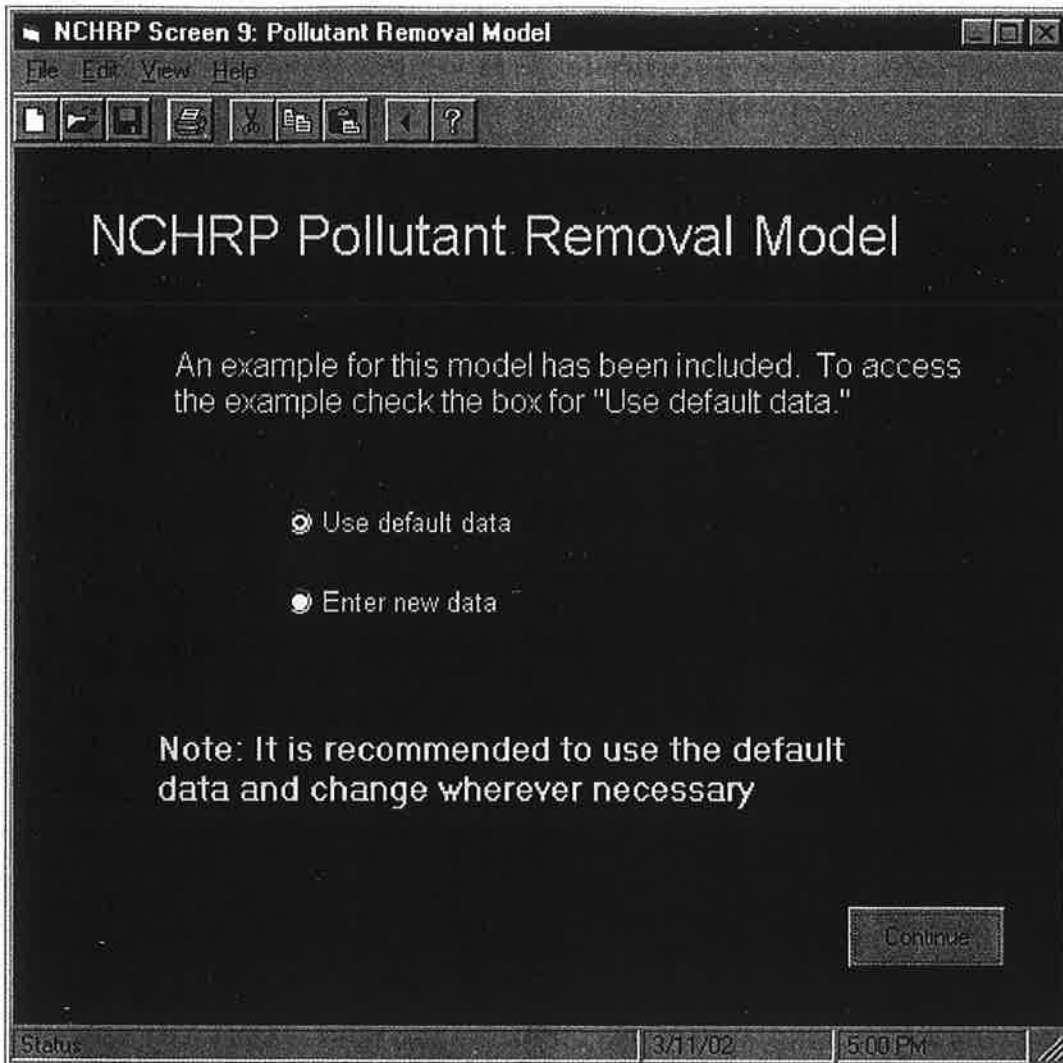 NCHRP Screen 9: Pollutant Removal Model
File Edit View Help
NCHRP Pollutant Removal Model
An example for this model has been included. To access
the example check the box for "Use default data."
Use default data
Enter new data
Note: It is recommended to use the default
data and change wherever necessary
Continue
Status 3/11/02 5:00 PM